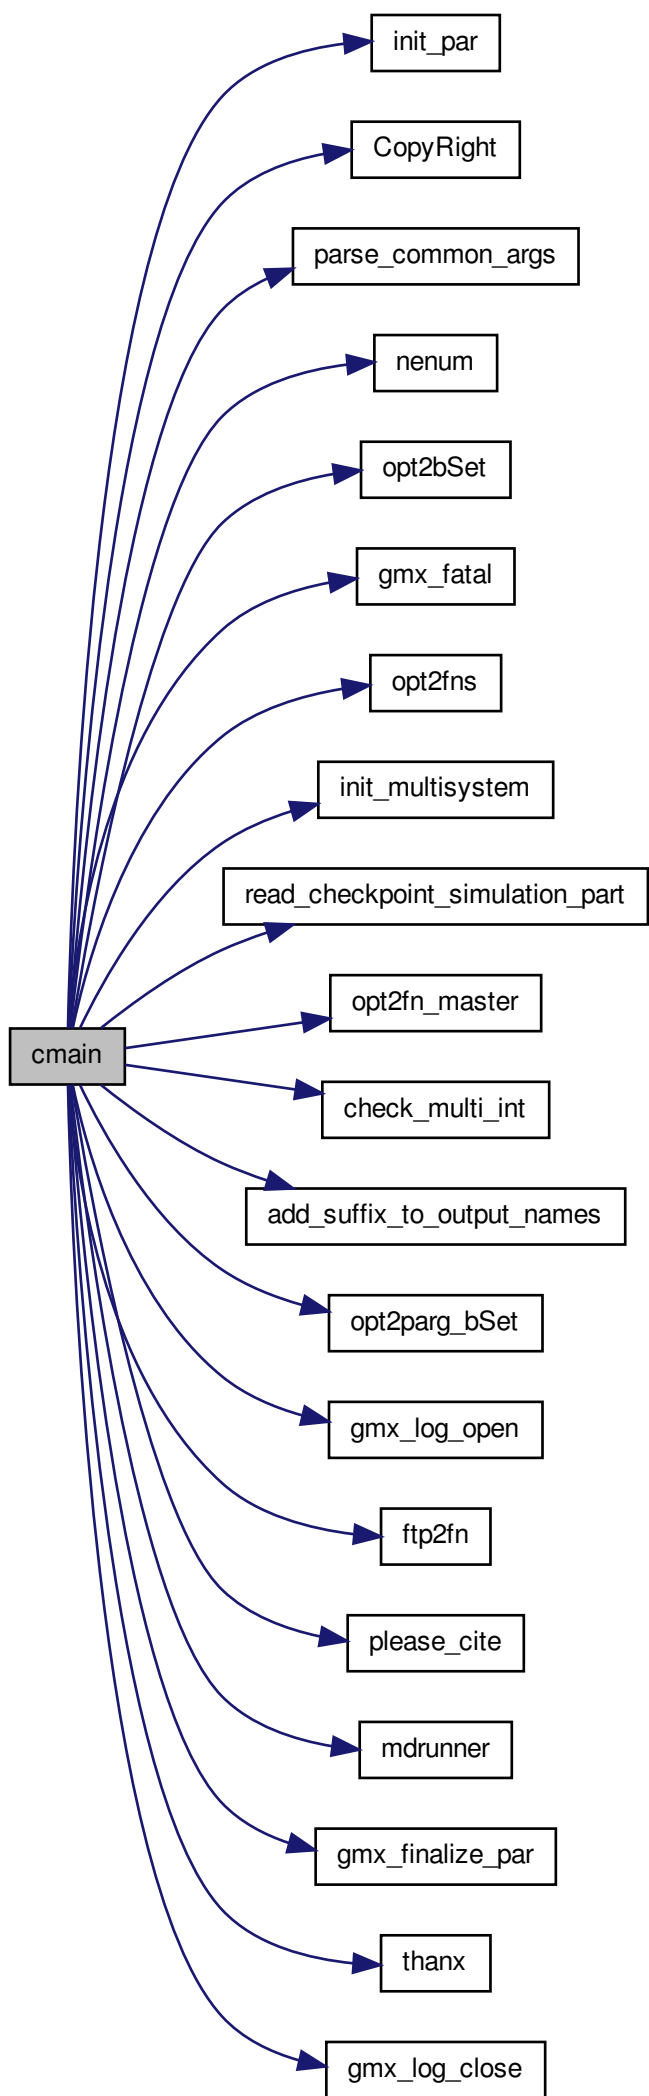 init_par
CopyRight
parse_common_args
nenum
opt2bSet
gmx_fatal
opt2fns
init_multisystem
read_checkpoint_simulation_part
opt2fn_master
cmain
check_multi_int
add_suffix_to_output_names
opt2parg_bSet
gmx_log_open
ftp2fn
please_cite
mdrunner
gmx_finalize_par
thanx
gmx_log_close